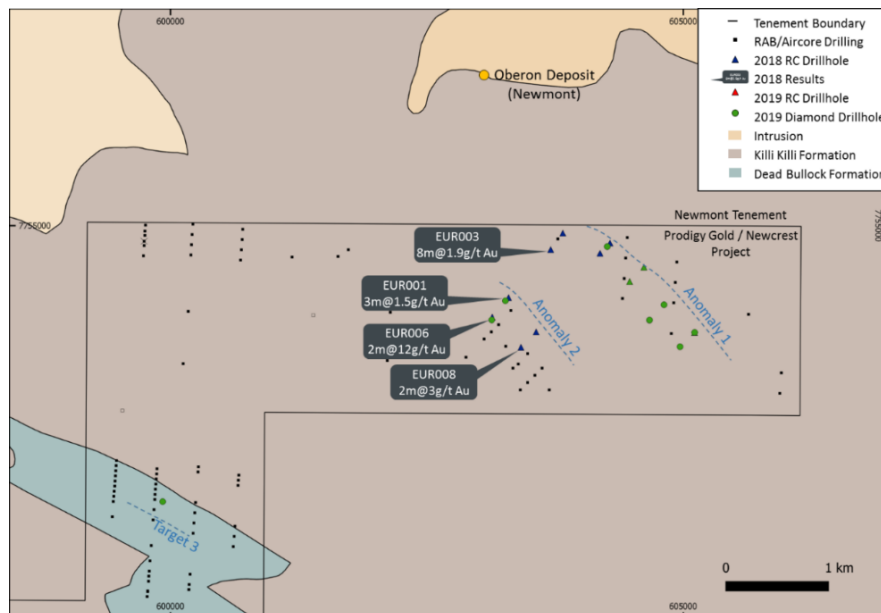 600000
605000
Tenement Boundary
RAB/Aircore Drilling
2018 RC Drillhole
2018 Results
2019 RC Drillhole
2019 Diamond Drillhole
Intrusion
Killi Killi Formation
Dead Bullock Formation
Oberon Deposit
(Newmont)
7755000
7755000
Newmont Tenement
Prodigy Gold / Newcrest
Project
EUR003
8m@1.9g/t Au
EUR001
3m@1.5g/t Au
EUR006
2m@12g/t Au
EUR008
2m@3g/t Au
Anomaly 2
Anomaly 1
Target 3
0
1 km
600000
605000